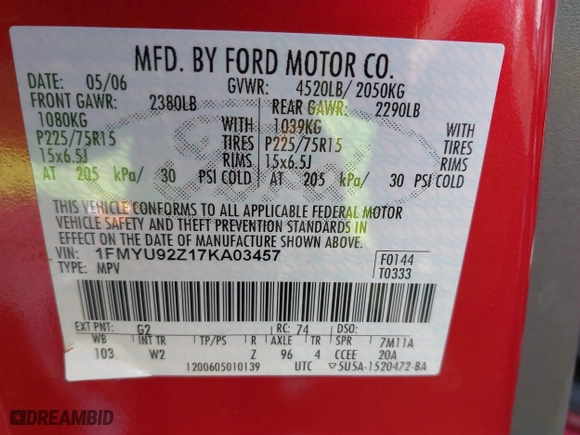 MFD. BY FORD MOTOR CO.
DATE: 05/06 GVWR: 4520LB/ 2050KG
FRONT GAWR: 2380LB REAR GAWR: 2290LB
1080KG WITH 1039KG WITH
P225/75R15 TIRES P225/75R15 TIRES
15x6.5J RIMS 15x6.5J RIMS
AT 205 kPa/ 30 PSI COLD AT 205 kPa/ 30 PSI COLD
THIS VEHICLE CONFORMS TO ALL APPLICABLE FEDERAL MOTOR
VEHICLE SAFETY AND THEFT PREVENTION STANDARDS IN
EFFECT ON THE DATE OF MANUFACTURE SHOWN ABOVE.
VIN: 1FMYU92Z17KA03457 F0144
TYPE: MPV T0333
EXT PNT: G2 RC: 74 DSO:
WB INT TR TP/PS R AXLE TR SPR 7M11A
103 W2 Z 96 4 CCEE 20A
1200605010139 UTC ▽5U5A-1520472-BA
DREAMBID